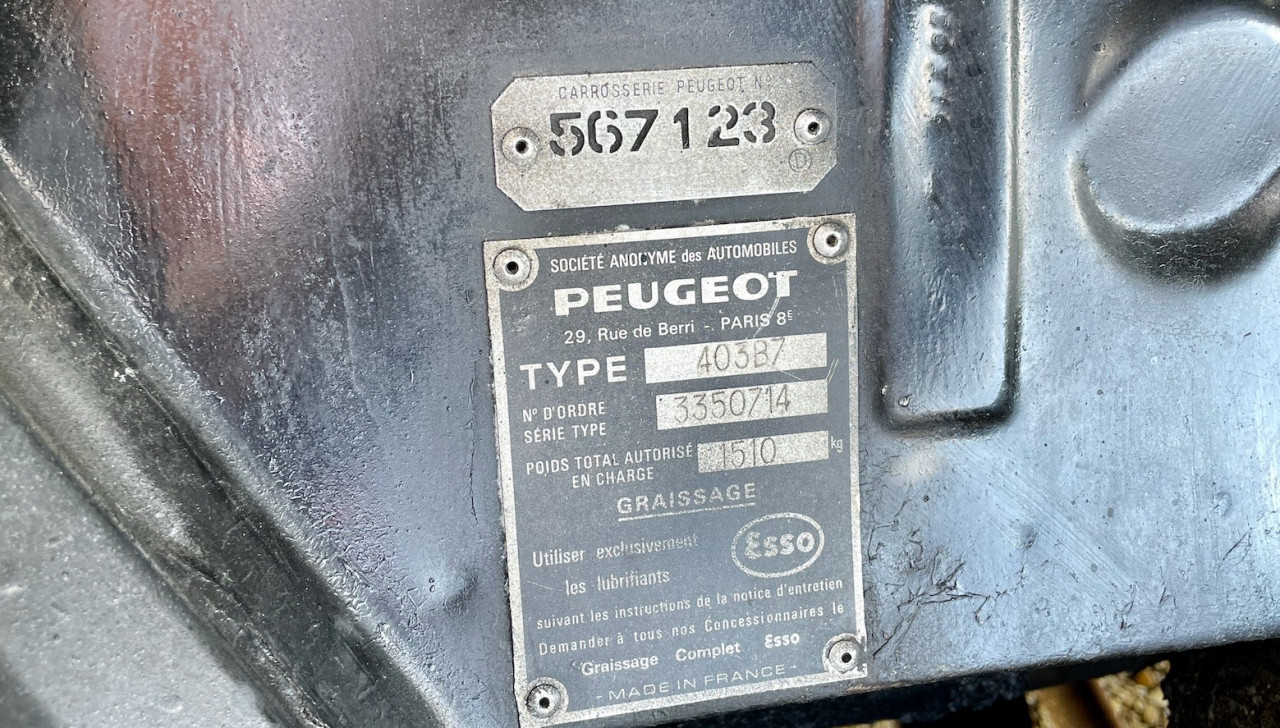 CARROSSERIE PEUGEOT Nº
567123
D
SOCIÉTÉ ANONYME des AUTOMOBILES
PEUGEOT
29, Rue de Berri - PARIS 8E
TYPE 403B7
Nº D'ORDRE
SÉRIE TYPE
3350714
POIDS TOTAL AUTORISÉ
EN CHARGE
1510 kg
GRAISSAGE
Utiliser exclusivement
les lubrifiants
Esso
suivant les instructions de la notice d'entretien
Demander à tous nos Concessionnaires le
Graissage Complet Esso
- MADE IN FRANCE -